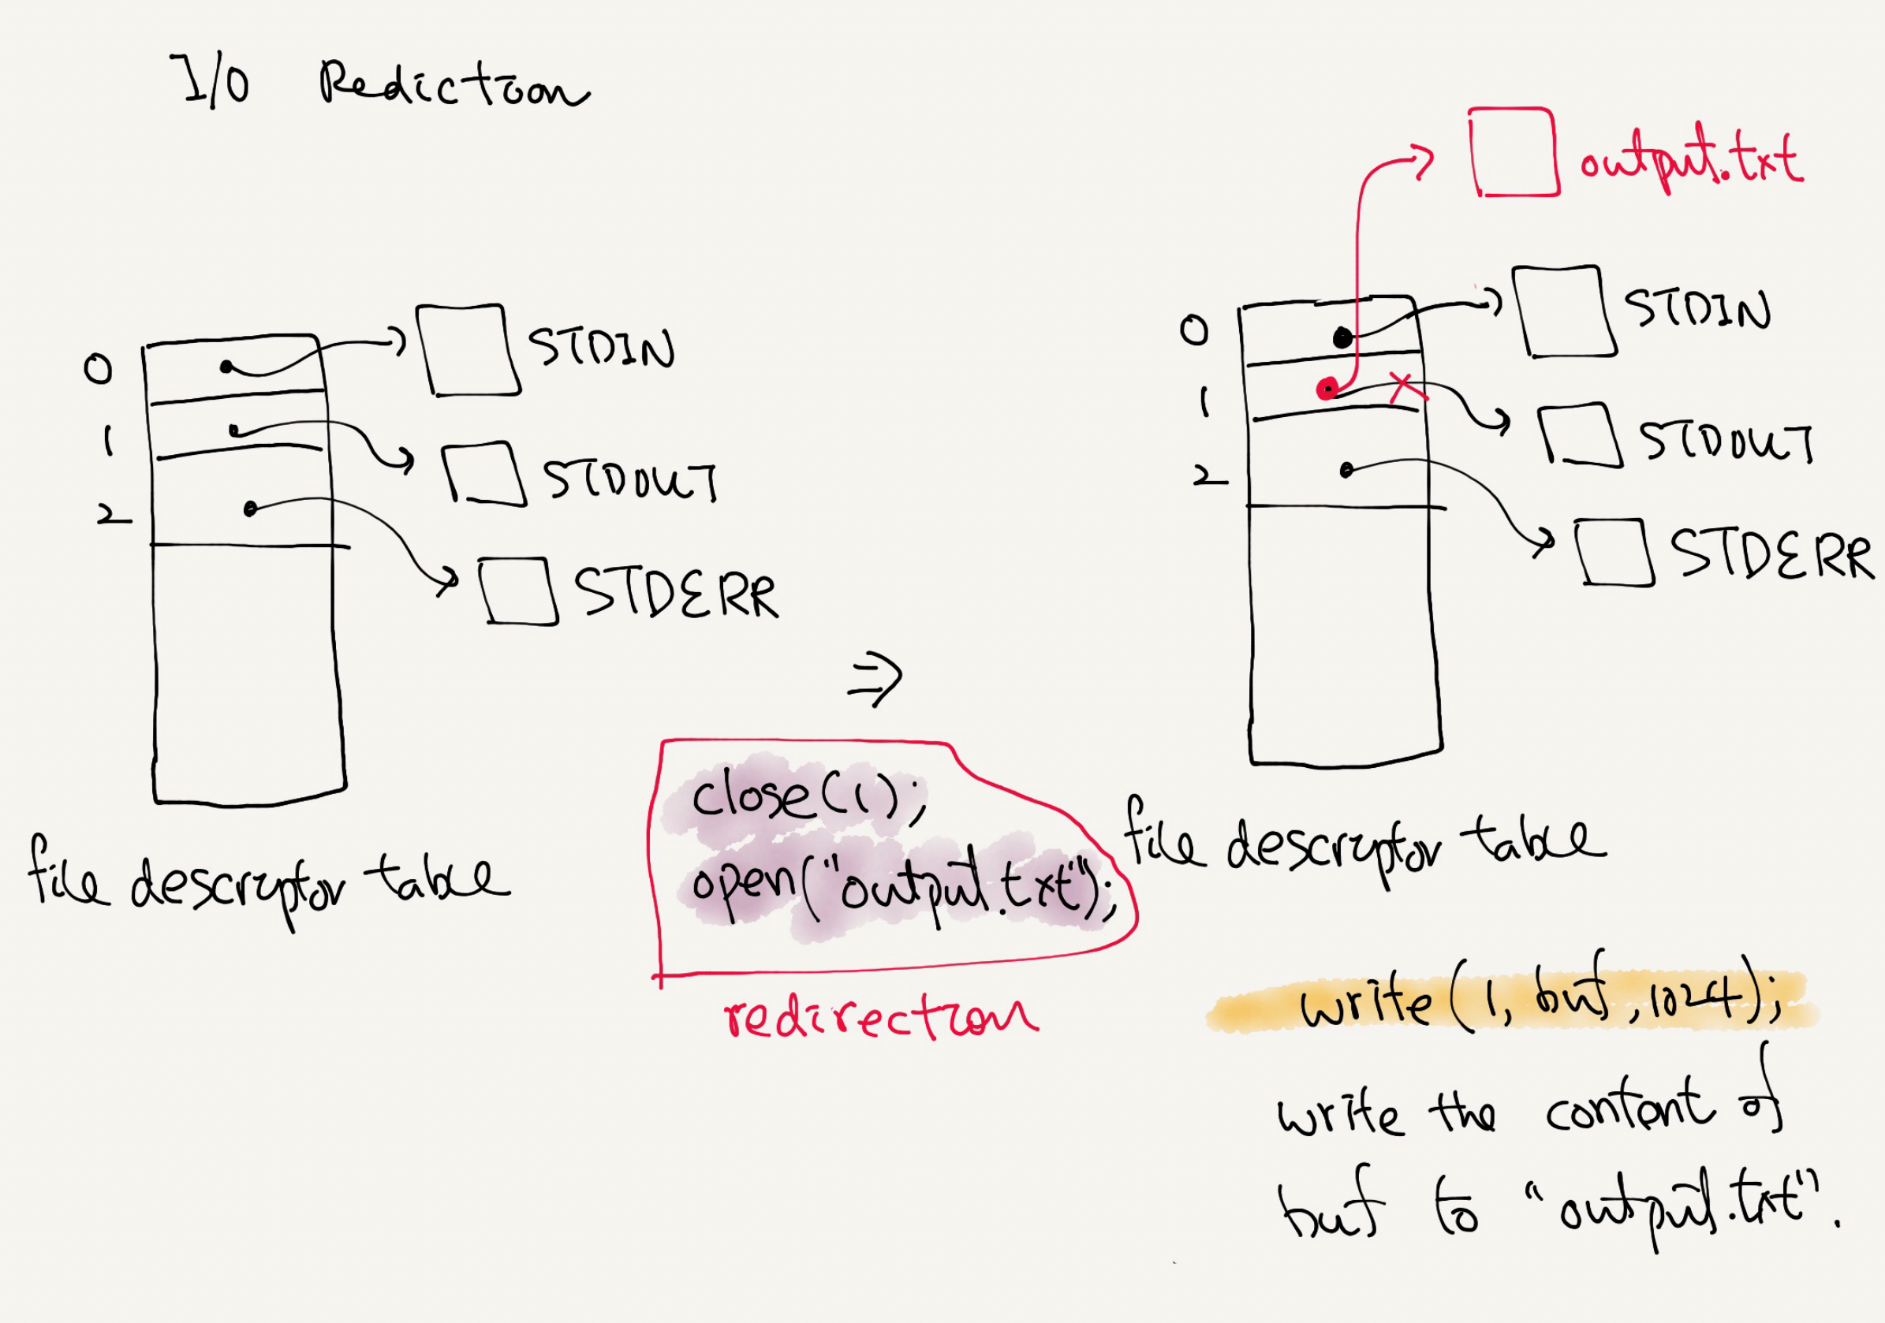 I/O Rediction
0
STDIN
1
STDOUT
2
STDERR
file descriptor table
⇒
close(1);
open("output.txt");
redirection
output.txt
0
STDIN
1
STDOUT
2
STDERR
file descriptor table
write(1, buf, 1024);
write the content of
buf to "output.txt".